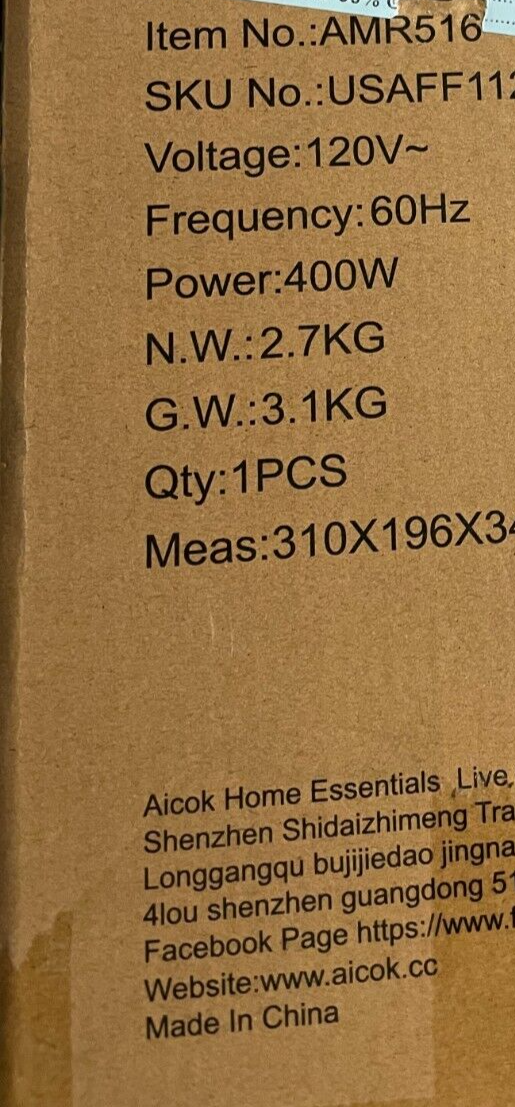 Item No.:AMR516
SKU No.:USAFF112
Voltage:120V~
Frequency:60Hz
Power:400W
N.W.:2.7KG
G.W.:3.1KG
Qty:1PCS
Meas:310X196X34
Aicok Home Essentials ,Live,
Shenzhen Shidaizhimeng Tra
Longgangqu bujijiedao jingna
4lou shenzhen guangdong 51
Facebook Page https://www.f
Website:www.aicok.cc
Made In China